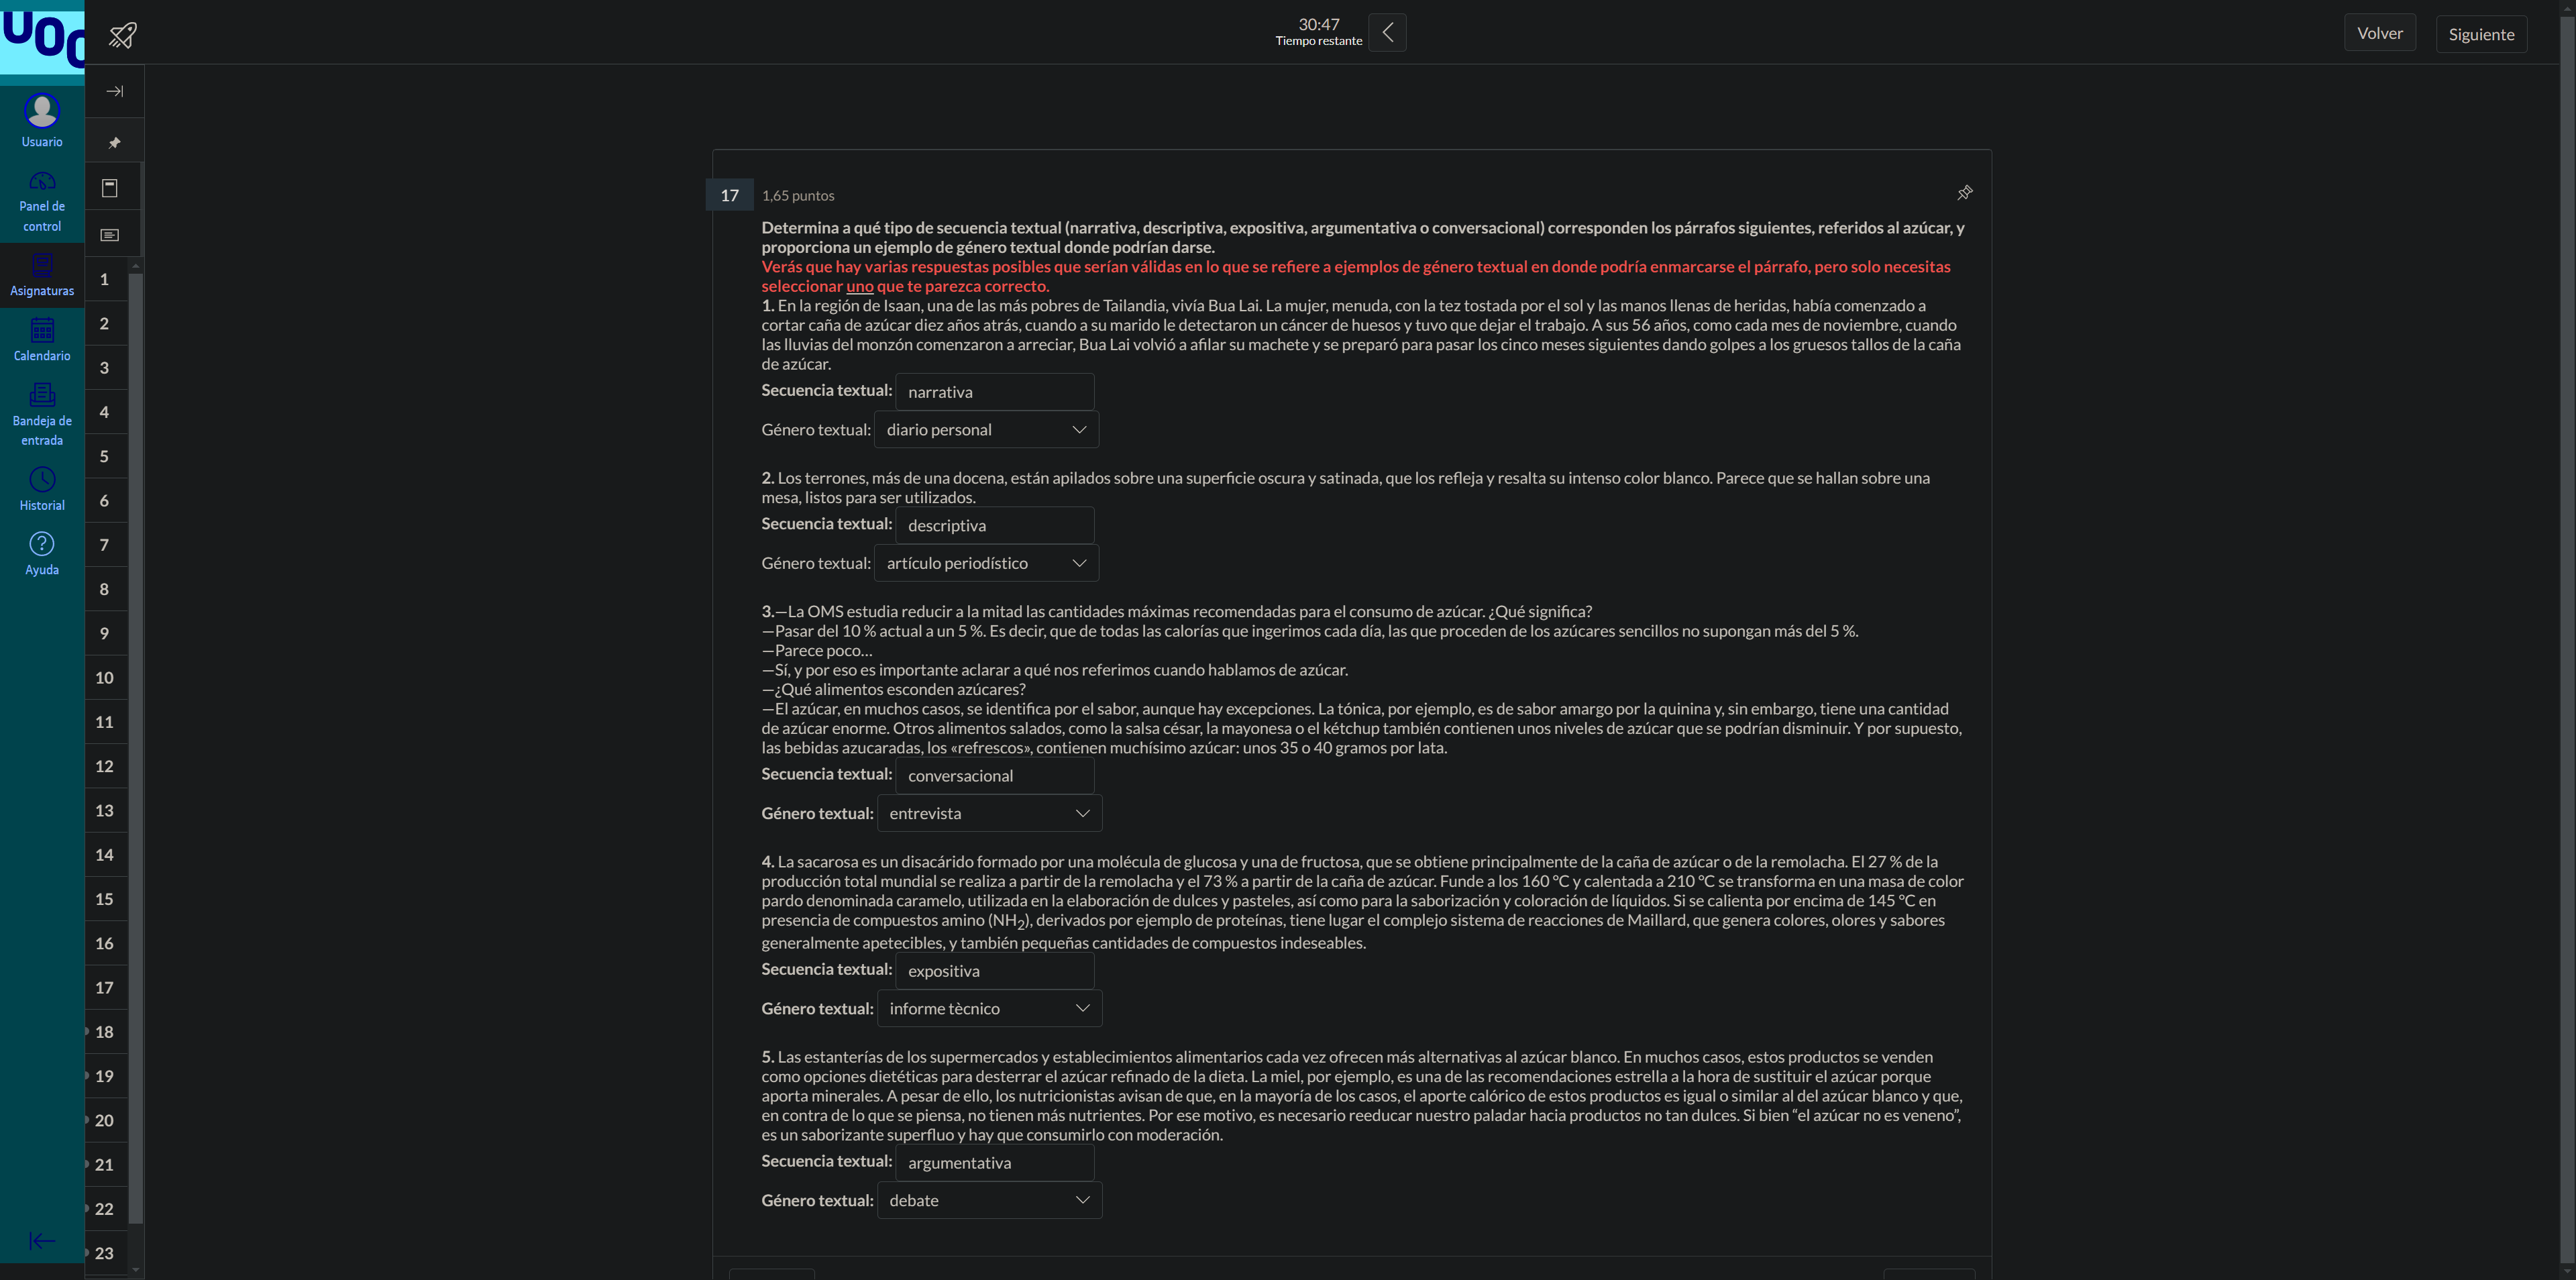 UOC
Usuario
Panel de
control
Asignaturas
Calendario
Bandeja de
entrada
Historial
Ayuda
1
2
3
4
5
6
7
8
9
10
11
12
13
14
15
16
17
18
19
20
21
22
23
30:47
Tiempo restante
Volver
Siguiente
17
1,65 puntos
Determina a qué tipo de secuencia textual (narrativa, descriptiva, expositiva, argumentativa o conversacional) corresponden los párrafos siguientes, referidos al azúcar, y
proporciona un ejemplo de género textual donde podrían darse.
Verás que hay varias respuestas posibles que serían válidas en lo que se refiere a ejemplos de género textual en donde podría enmarcarse el párrafo, pero solo necesitas
seleccionar uno que te parezca correcto.
1. En la región de Isaan, una de las más pobres de Tailandia, vivía Bua Lai. La mujer, menuda, con la tez tostada por el sol y las manos llenas de heridas, había comenzado a
cortar caña de azúcar diez años atrás, cuando a su marido le detectaron un cáncer de huesos y tuvo que dejar el trabajo. A sus 56 años, como cada mes de noviembre, cuando
las lluvias del monzón comenzaron a arreciar, Bua Lai volvió a afilar su machete y se preparó para pasar los cinco meses siguientes dando golpes a los gruesos tallos de la caña
de azúcar.
Secuencia textual: narrativa
Género textual: diario personal
2. Los terrones, más de una docena, están apilados sobre una superficie oscura y satinada, que los refleja y resalta su intenso color blanco. Parece que se hallan sobre una
mesa, listos para ser utilizados.
Secuencia textual: descriptiva
Género textual: artículo periodístico
3.—La OMS estudia reducir a la mitad las cantidades máximas recomendadas para el consumo de azúcar. ¿Qué significa?
—Pasar del 10 % actual a un 5 %. Es decir, que de todas las calorías que ingerimos cada día, las que proceden de los azúcares sencillos no supongan más del 5 %.
—Parece poco...
—Sí, y por eso es importante aclarar a qué nos referimos cuando hablamos de azúcar.
—¿Qué alimentos esconden azúcares?
—El azúcar, en muchos casos, se identifica por el sabor, aunque hay excepciones. La tónica, por ejemplo, es de sabor amargo por la quinina y, sin embargo, tiene una cantidad
de azúcar enorme. Otros alimentos salados, como la salsa césar, la mayonesa o el kétchup también contienen unos niveles de azúcar que se podrían disminuir. Y por supuesto,
las bebidas azucaradas, los «refrescos», contienen muchísimo azúcar: unos 35 o 40 gramos por lata.
Secuencia textual: conversacional
Género textual: entrevista
4. La sacarosa es un disacárido formado por una molécula de glucosa y una de fructosa, que se obtiene principalmente de la caña de azúcar o de la remolacha. El 27 % de la
producción total mundial se realiza a partir de la remolacha y el 73 % a partir de la caña de azúcar. Funde a los 160 °C y calentada a 210 °C se transforma en una masa de color
pardo denominada caramelo, utilizada en la elaboración de dulces y pasteles, así como para la saborización y coloración de líquidos. Si se calienta por encima de 145 °C en
presencia de compuestos amino (NH2), derivados por ejemplo de proteínas, tiene lugar el complejo sistema de reacciones de Maillard, que genera colores, olores y sabores
generalmente apetecibles, y también pequeñas cantidades de compuestos indeseables.
Secuencia textual: expositiva
Género textual: informe tècnico
5. Las estanterías de los supermercados y establecimientos alimentarios cada vez ofrecen más alternativas al azúcar blanco. En muchos casos, estos productos se venden
como opciones dietéticas para desterrar el azúcar refinado de la dieta. La miel, por ejemplo, es una de las recomendaciones estrella a la hora de sustituir el azúcar porque
aporta minerales. A pesar de ello, los nutricionistas avisan de que, en la mayoría de los casos, el aporte calórico de estos productos es igual o similar al del azúcar blanco y que,
en contra de lo que se piensa, no tienen más nutrientes. Por ese motivo, es necesario reeducar nuestro paladar hacia productos no tan dulces. Si bien “el azúcar no es veneno”,
es un saborizante superfluo y hay que consumirlo con moderación.
Secuencia textual: argumentativa
Género textual: debate